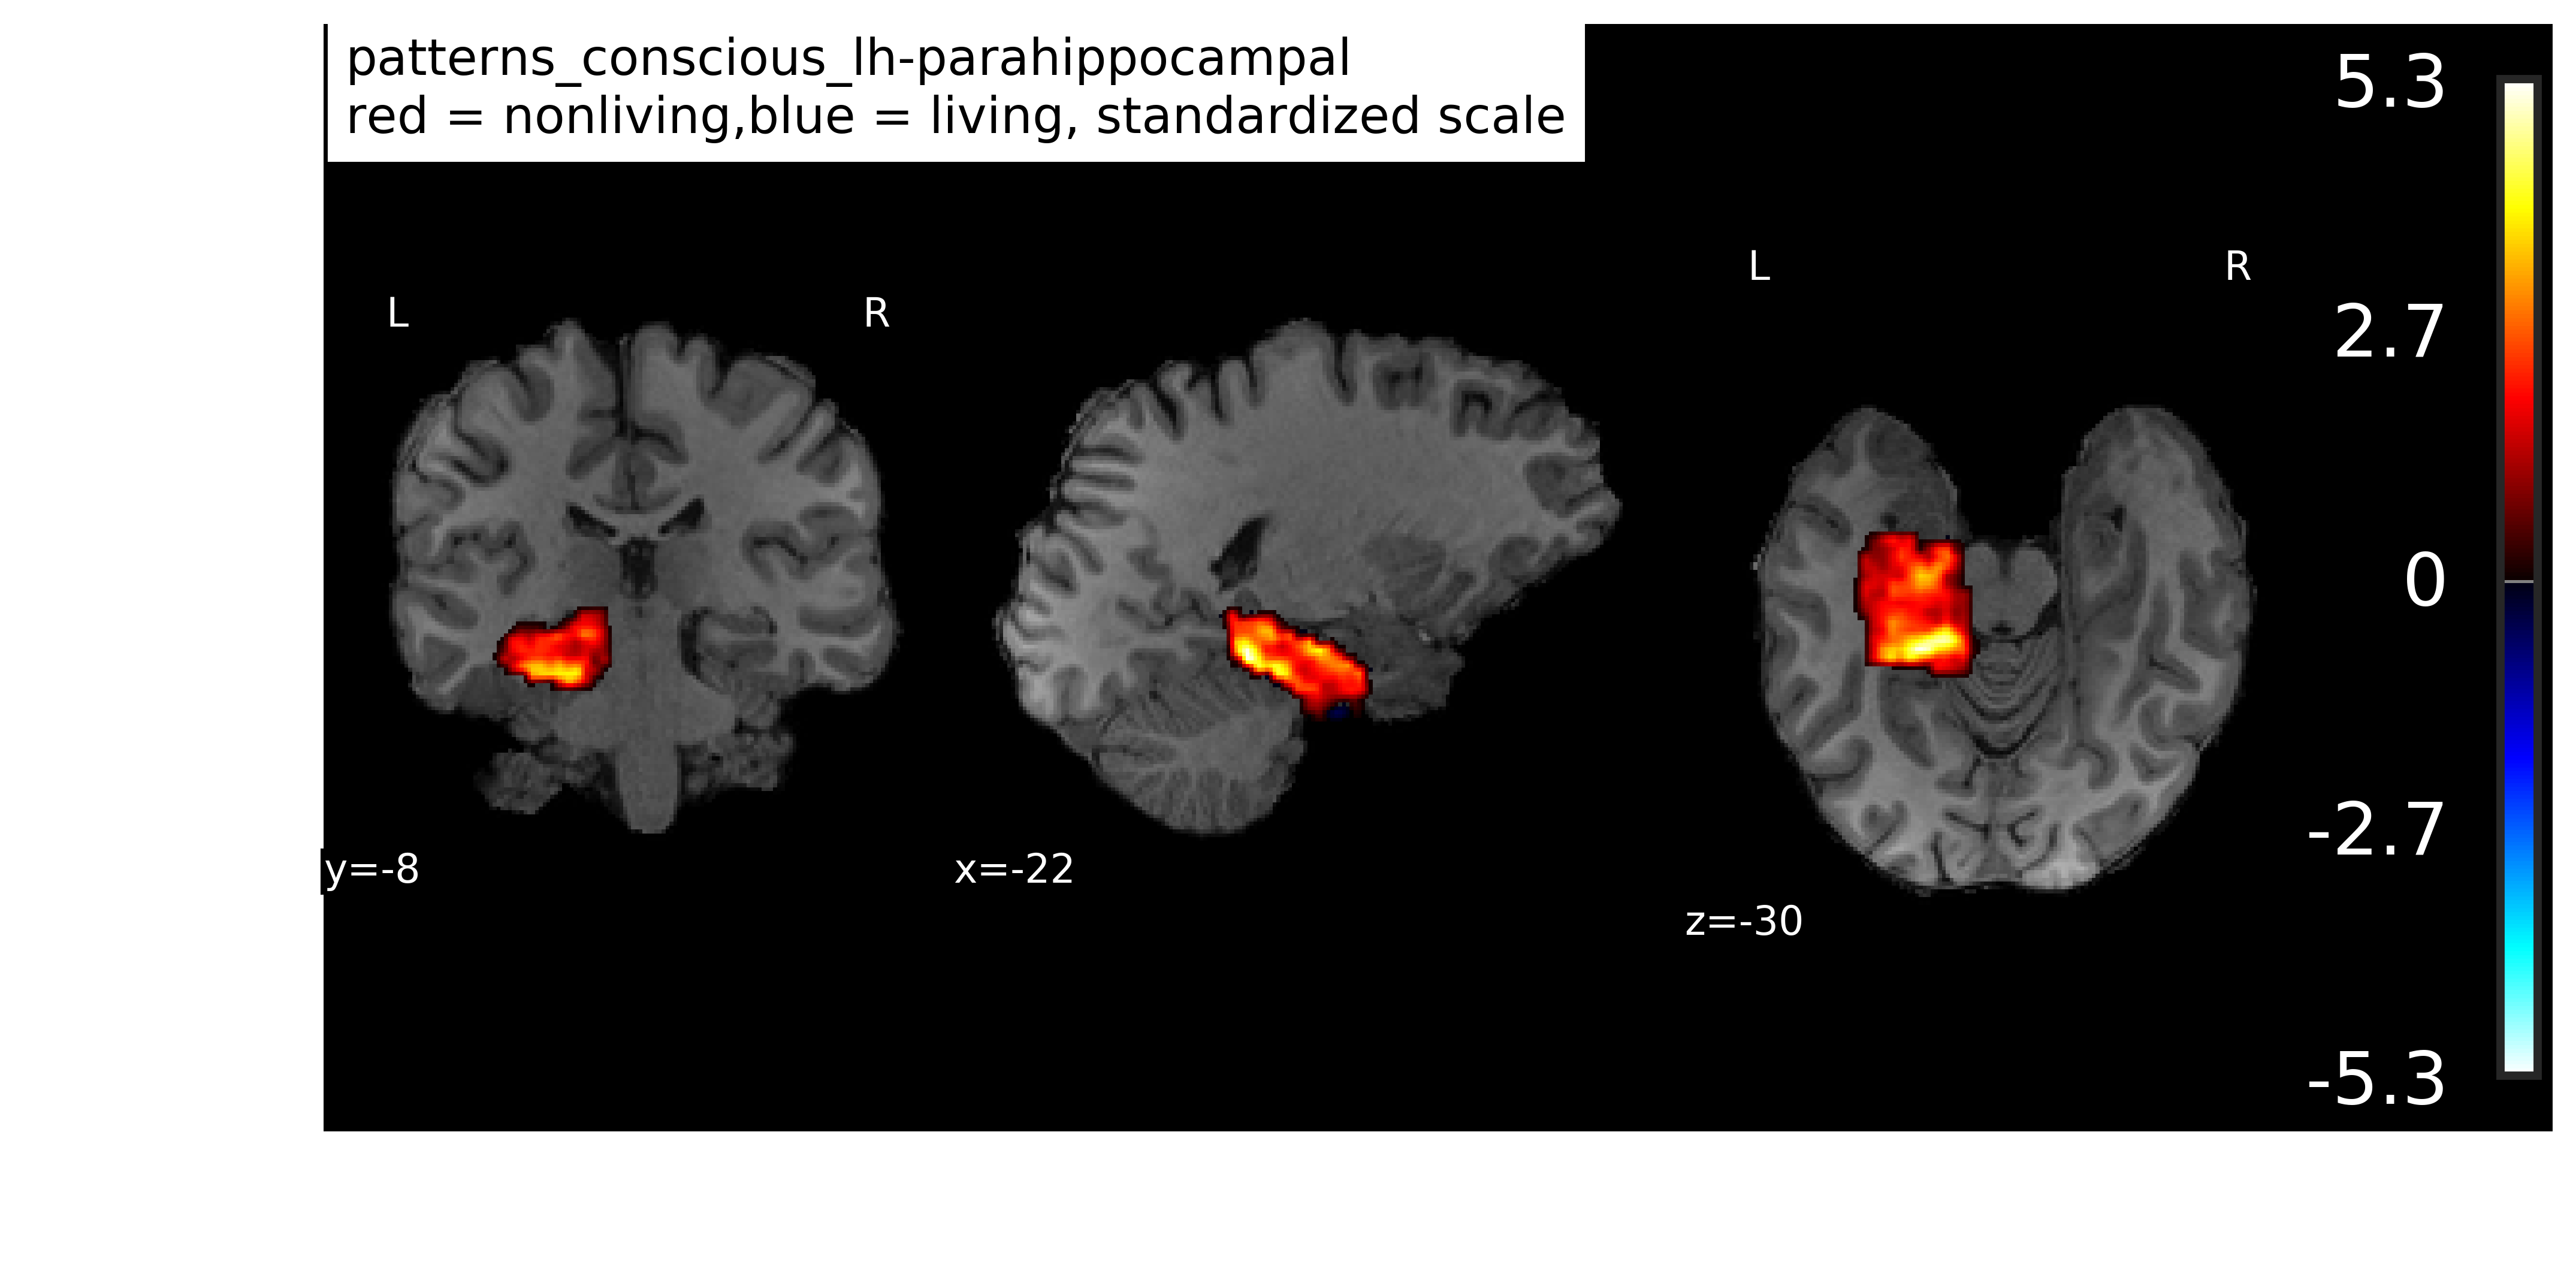 patterns_conscious_lh-parahippocampal
red = nonliving,blue = living, standardized scale
L R
L R
y=-8
x=-22
z=-30
5.3
2.7
0
-2.7
-5.3